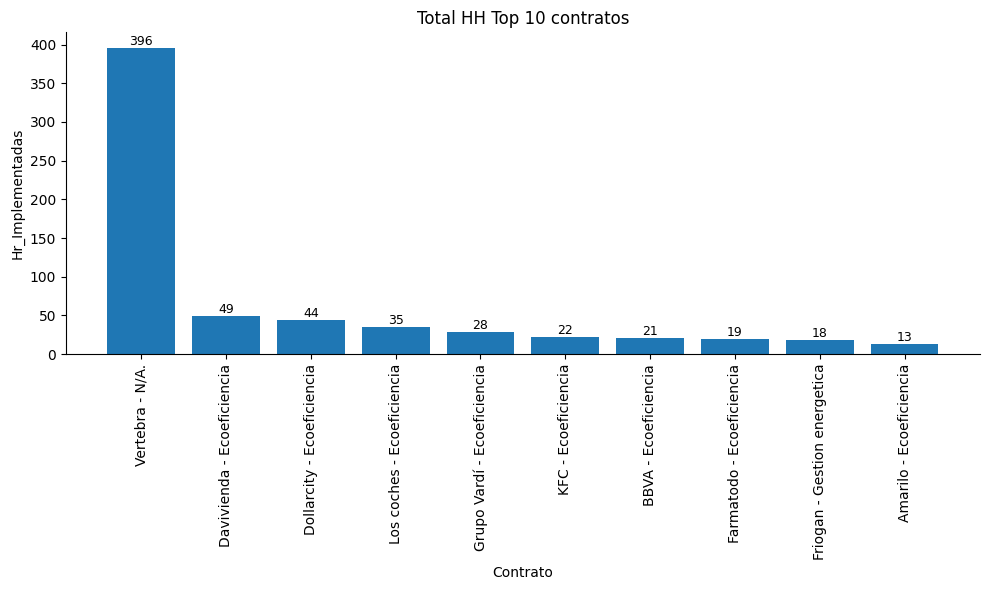 Total HH Top 10 contratos
Hr_Implementadas
400
350
300
250
200
150
100
50
0
396
49
44
35
28
22
21
19
18
13
Vertebra - N/A.
Davivienda - Ecoeficiencia
Dollarcity - Ecoeficiencia
Los coches - Ecoeficiencia
Grupo Vardí - Ecoeficiencia
KFC - Ecoeficiencia
BBVA - Ecoeficiencia
Farmatodo - Ecoeficiencia
Friogan - Gestion energetica
Amarilo - Ecoeficiencia
Contrato